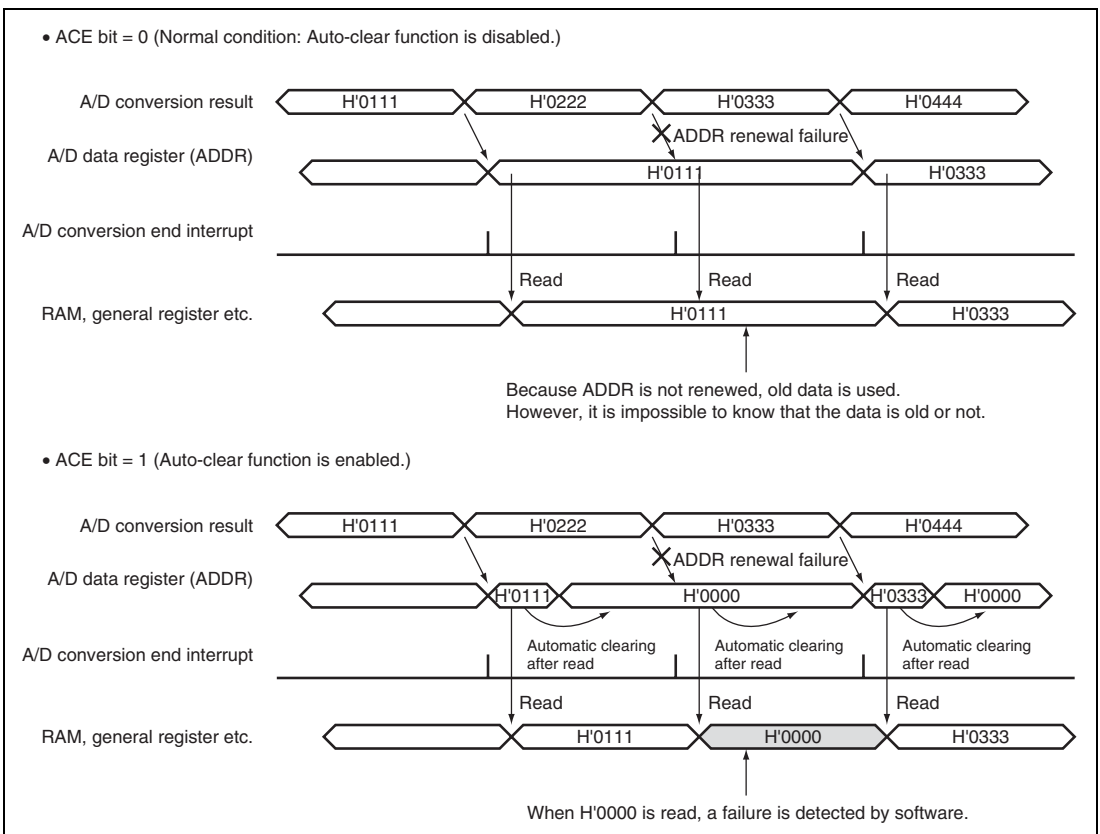 • ACE bit = 0 (Normal condition: Auto-clear function is disabled.)
A/D conversion result H'0111 H'0222 H'0333 H'0444
ADDR renewal failure
A/D data register (ADDR) H'0111 H'0333
A/D conversion end interrupt
Read Read Read
RAM, general register etc. H'0111 H'0333
Because ADDR is not renewed, old data is used.
However, it is impossible to know that the data is old or not.
• ACE bit = 1 (Auto-clear function is enabled.)
A/D conversion result H'0111 H'0222 H'0333 H'0444
ADDR renewal failure
A/D data register (ADDR) H'0111 H'0000 H'0333 H'0000
Automatic clearing Automatic clearing Automatic clearing
A/D conversion end interrupt after read after read after read
Read Read Read
RAM, general register etc. H'0111 H'0000 H'0333
When H'0000 is read, a failure is detected by software.